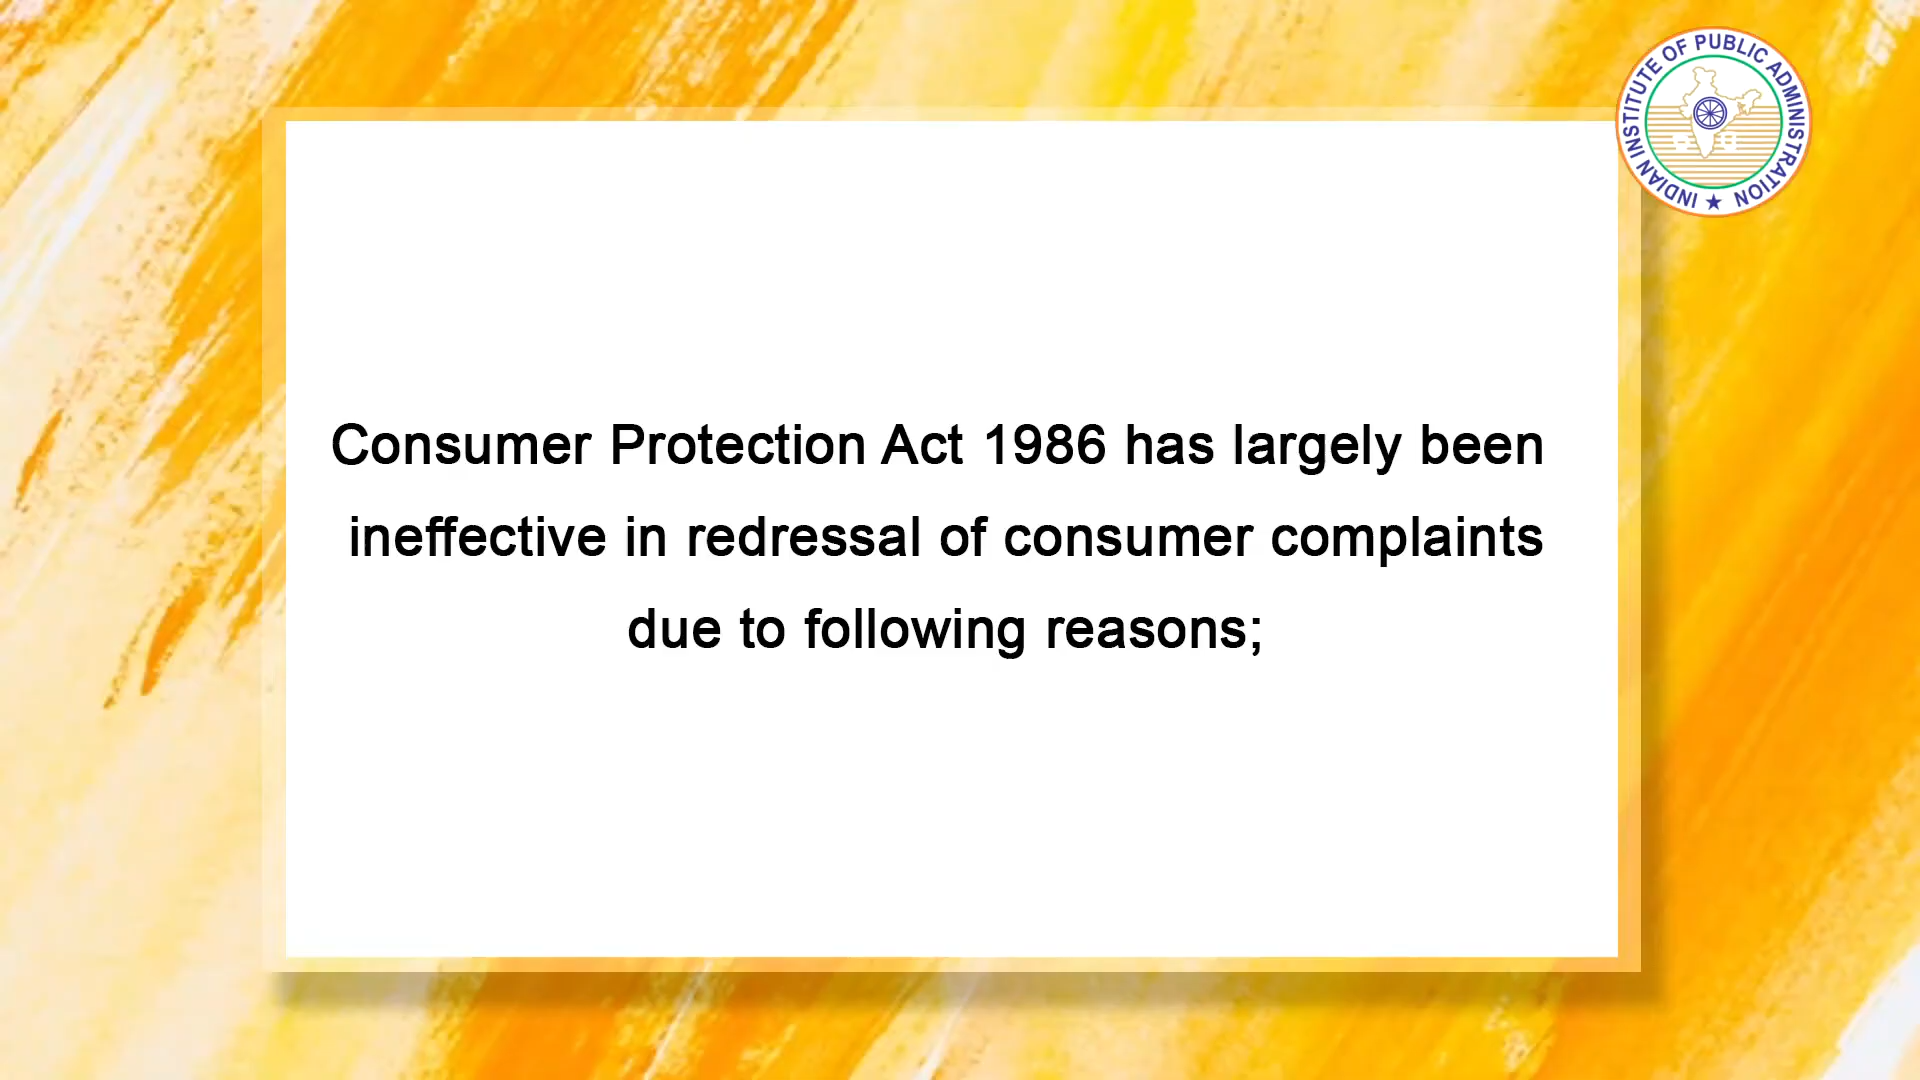 INDIAN INSTITUTE OF PUBLIC ADMINISTRATION
Consumer Protection Act 1986 has largely been
ineffective in redressal of consumer complaints
due to following reasons;